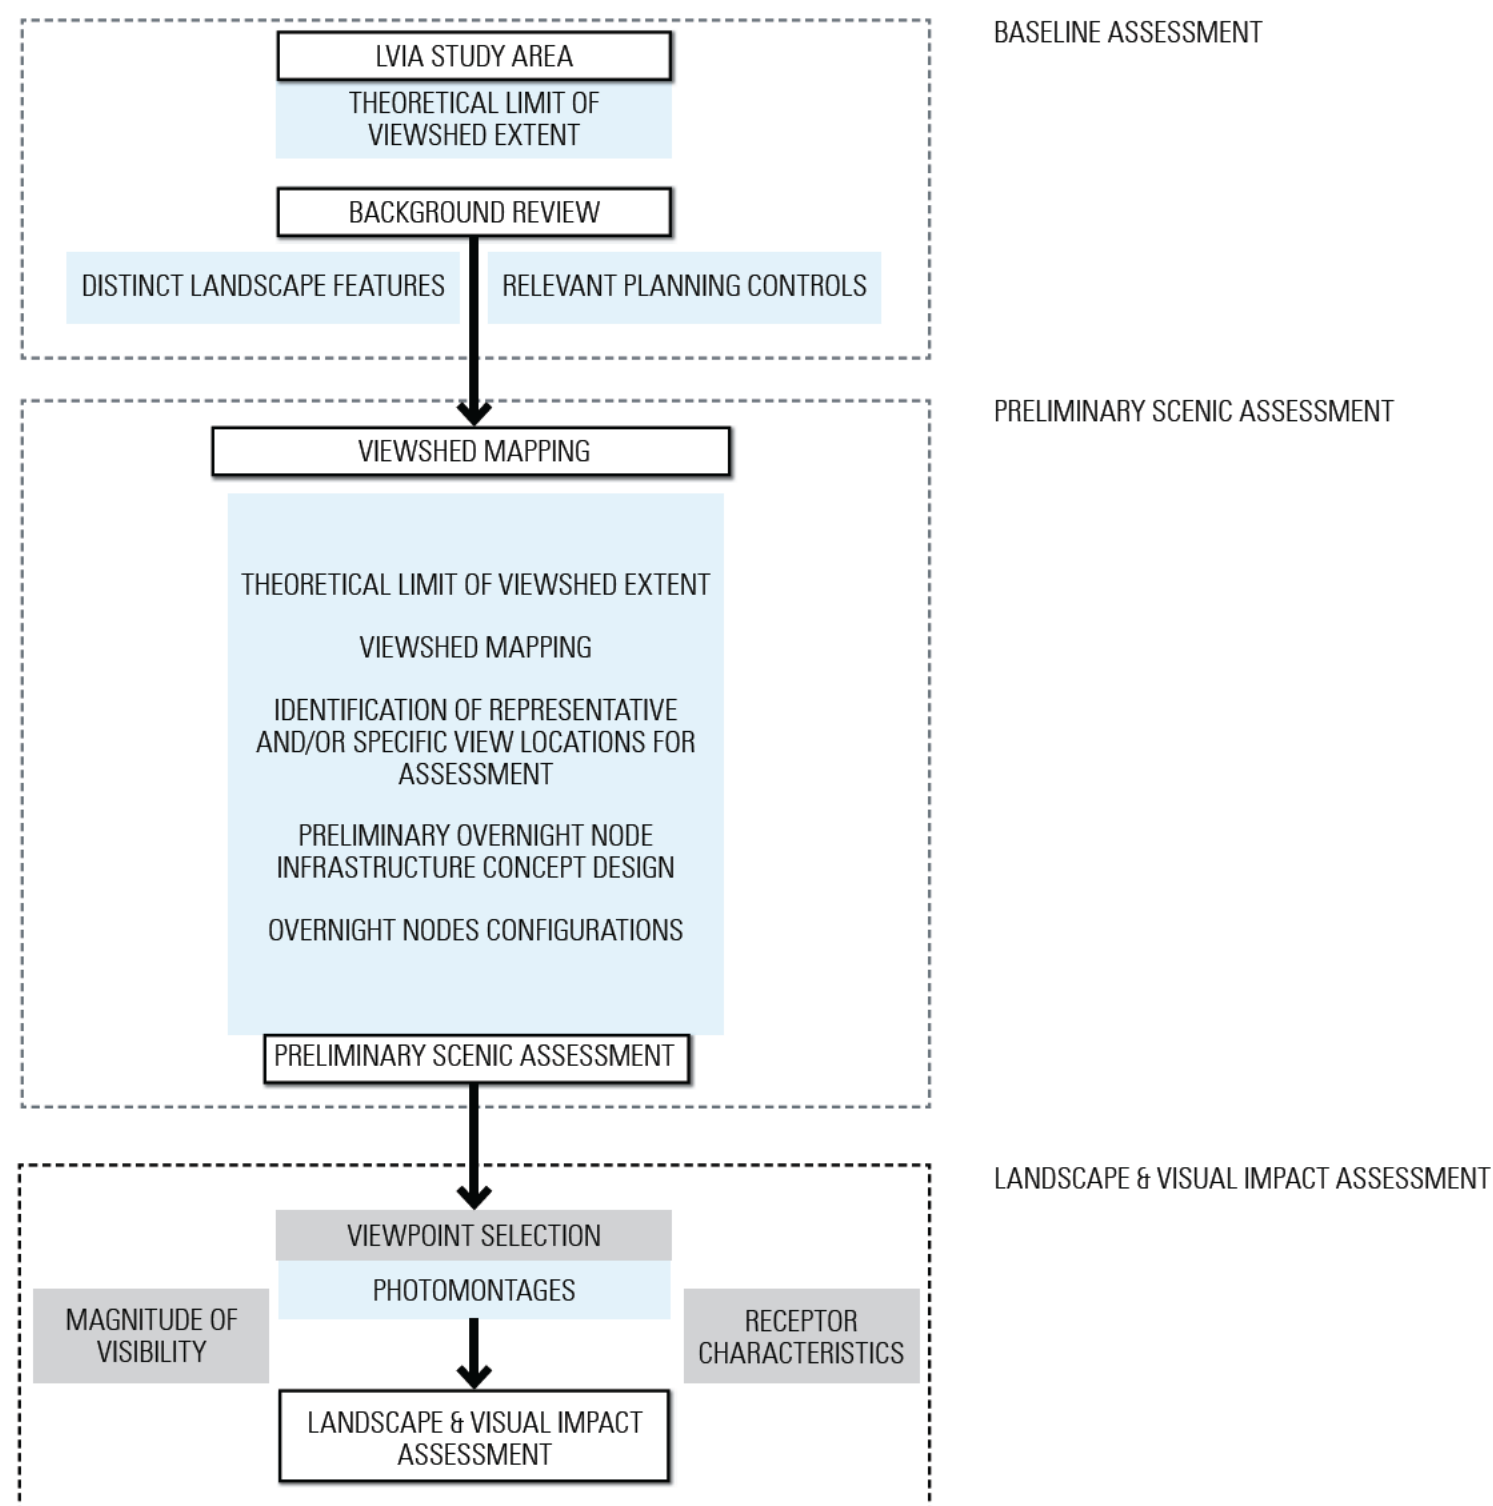 BASELINE ASSESSMENT
LVIA STUDY AREA
THEORETICAL LIMIT OF
VIEWSHED EXTENT
BACKGROUND REVIEW
DISTINCT LANDSCAPE FEATURES
RELEVANT PLANNING CONTROLS
PRELIMINARY SCENIC ASSESSMENT
VIEWSHED MAPPING
THEORETICAL LIMIT OF VIEWSHED EXTENT
VIEWSHED MAPPING
IDENTIFICATION OF REPRESENTATIVE
AND/OR SPECIFIC VIEW LOCATIONS FOR
ASSESSMENT
PRELIMINARY OVERNIGHT NODE
INFRASTRUCTURE CONCEPT DESIGN
OVERNIGHT NODES CONFIGURATIONS
PRELIMINARY SCENIC ASSESSMENT
LANDSCAPE & VISUAL IMPACT ASSESSMENT
VIEWPOINT SELECTION
PHOTOMONTAGES
MAGNITUDE OF
VISIBILITY
RECEPTOR
CHARACTERISTICS
LANDSCAPE & VISUAL IMPACT
ASSESSMENT